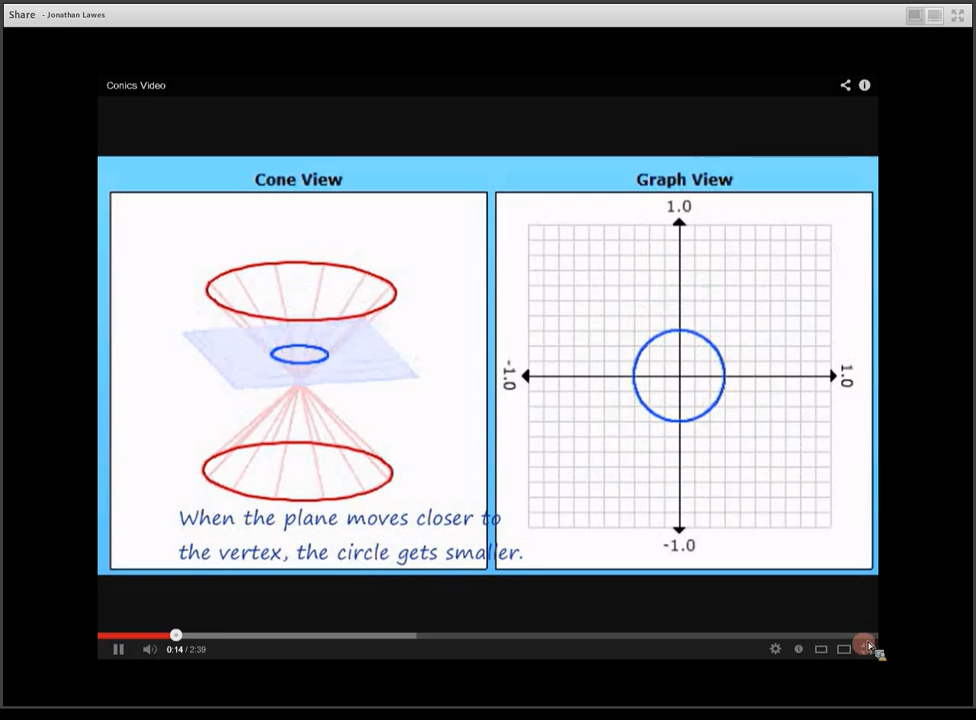 Share - Jonathan Lawes
Conics Video
Cone View
Graph View
1.0
-1.0
1.0
-1.0
When the plane moves closer to
the vertex, the circle gets smaller.
0:14 / 2:39